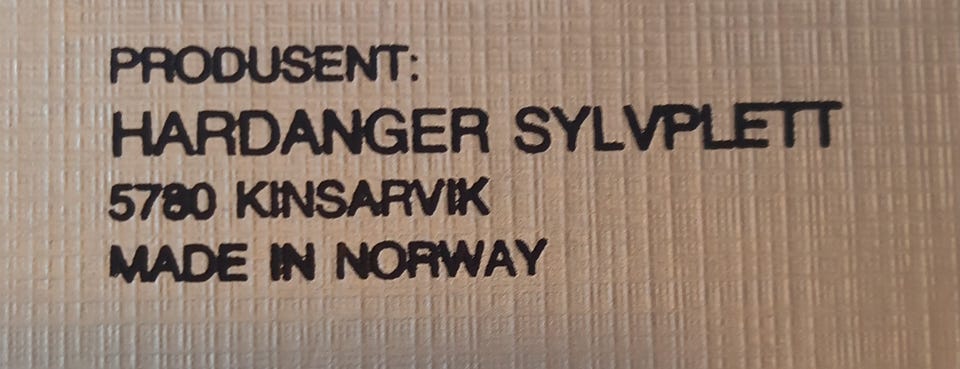 PRODUSENT:
HARDANGER SYLVPLETT
5780 KINSARVIK
MADE IN NORWAY